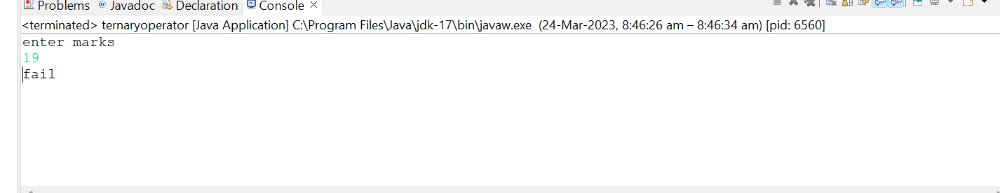 Problems @ Javadoc Declaration Console
<terminated> ternaryoperator [Java Application] C:\Program Files\Java\jdk-17\bin\javaw.exe (24-Mar-2023, 8:46:26 am – 8:46:34 am) [pid: 6560]
enter marks
19
fail